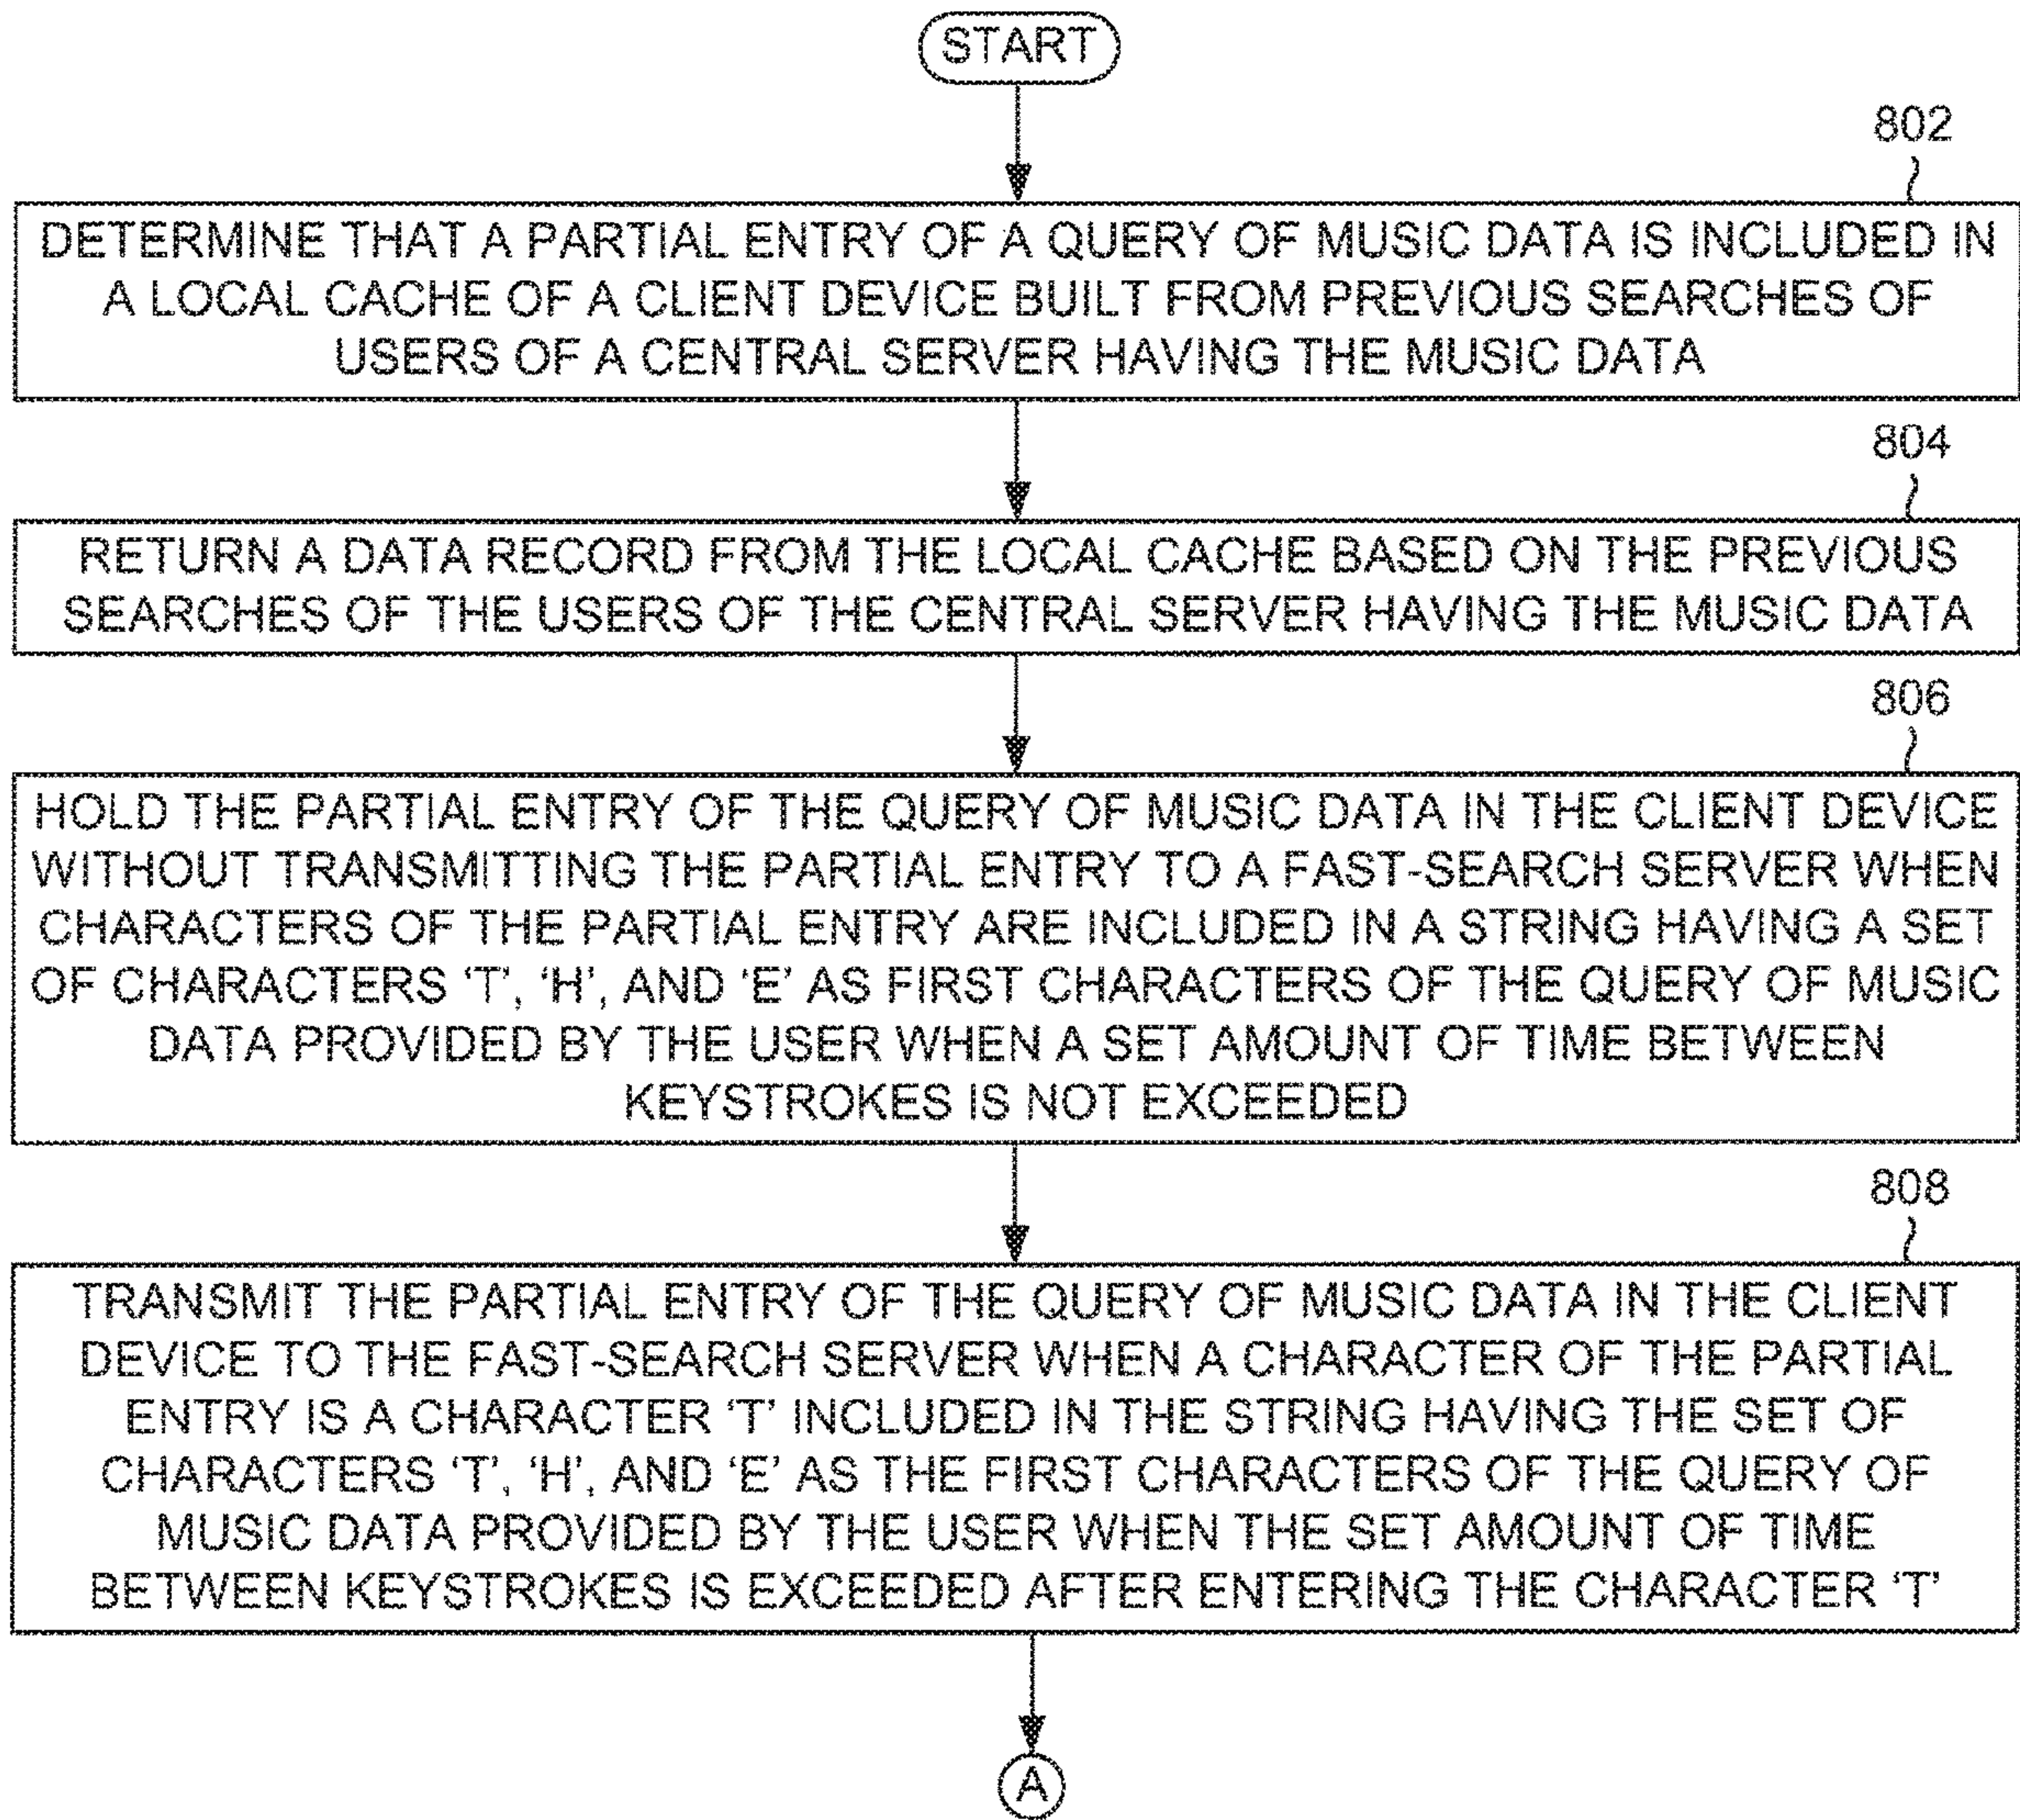 START
802
DETERMINE THAT A PARTIAL ENTRY OF A QUERY OF MUSIC DATA IS INCLUDED IN
A LOCAL CACHE OF A CLIENT DEVICE BUILT FROM PREVIOUS SEARCHES OF
USERS OF A CENTRAL SERVER HAVING THE MUSIC DATA
804
RETURN A DATA RECORD FROM THE LOCAL CACHE BASED ON THE PREVIOUS
SEARCHES OF THE USERS OF THE CENTRAL SERVER HAVING THE MUSIC DATA
806
HOLD THE PARTIAL ENTRY OF THE QUERY OF MUSIC DATA IN THE CLIENT DEVICE
WITHOUT TRANSMITTING THE PARTIAL ENTRY TO A FAST-SEARCH SERVER WHEN
CHARACTERS OF THE PARTIAL ENTRY ARE INCLUDED IN A STRING HAVING A SET
OF CHARACTERS ‘T’, ‘H’, AND ‘E’ AS FIRST CHARACTERS OF THE QUERY OF MUSIC
DATA PROVIDED BY THE USER WHEN A SET AMOUNT OF TIME BETWEEN
KEYSTROKES IS NOT EXCEEDED
808
TRANSMIT THE PARTIAL ENTRY OF THE QUERY OF MUSIC DATA IN THE CLIENT
DEVICE TO THE FAST-SEARCH SERVER WHEN A CHARACTER OF THE PARTIAL
ENTRY IS A CHARACTER ‘T’ INCLUDED IN THE STRING HAVING THE SET OF
CHARACTERS ‘T’, ‘H’, AND ‘E’ AS THE FIRST CHARACTERS OF THE QUERY OF
MUSIC DATA PROVIDED BY THE USER WHEN THE SET AMOUNT OF TIME
BETWEEN KEYSTROKES IS EXCEEDED AFTER ENTERING THE CHARACTER ‘T’
A